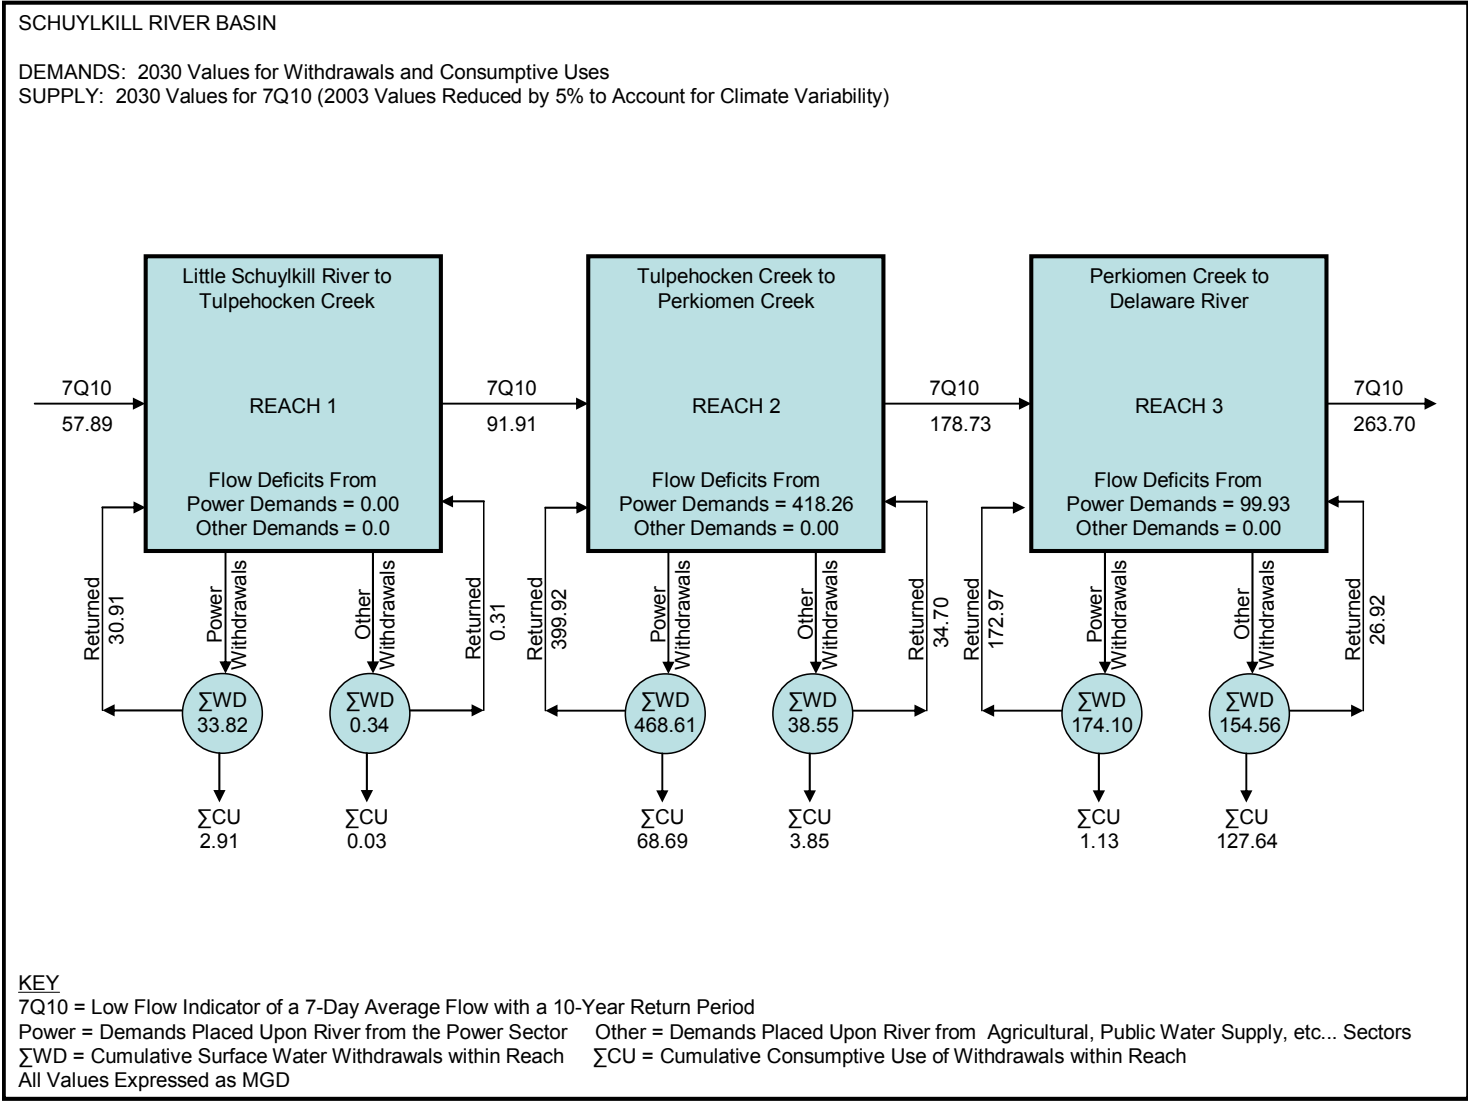 SCHUYLKILL RIVER BASIN
DEMANDS: 2030 Values for Withdrawals and Consumptive Uses
SUPPLY: 2030 Values for 7Q10 (2003 Values Reduced by 5% to Account for Climate Variability)
Little Schuylkill River to
Tulpehocken Creek
Tulpehocken Creek to
Perkiomen Creek
Perkiomen Creek to
Delaware River
7Q10
57.89
REACH 1
7Q10
91.91
REACH 2
7Q10
178.73
REACH 3
7Q10
263.70
Flow Deficits From
Power Demands = 0.00
Other Demands = 0.0
Flow Deficits From
Power Demands = 418.26
Other Demands = 0.00
Flow Deficits From
Power Demands = 99.93
Other Demands = 0.00
Returned
30.91
Power
Withdrawals
Other
Withdrawals
Returned
0.31
Returned
399.92
Power
Withdrawals
Other
Withdrawals
Returned
34.70
Returned
172.97
Power
Withdrawals
Other
Withdrawals
Returned
26.92
∑WD
33.82
∑WD
0.34
∑WD
468.61
∑WD
38.55
∑WD
174.10
∑WD
154.56
∑CU
2.91
∑CU
0.03
∑CU
68.69
∑CU
3.85
∑CU
1.13
∑CU
127.64
KEY
7Q10 = Low Flow Indicator of a 7-Day Average Flow with a 10-Year Return Period
Power = Demands Placed Upon River from the Power Sector Other = Demands Placed Upon River from Agricultural, Public Water Supply, etc... Sectors
∑WD = Cumulative Surface Water Withdrawals within Reach ∑CU = Cumulative Consumptive Use of Withdrawals within Reach
All Values Expressed as MGD